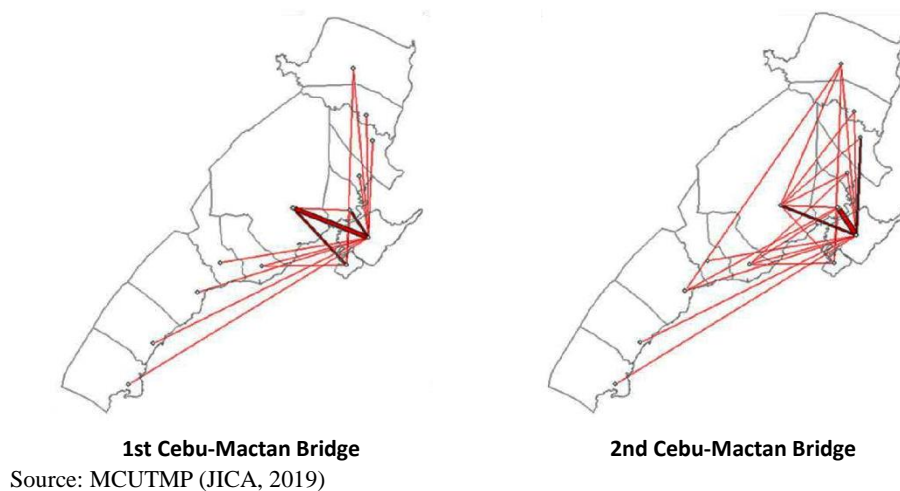 1st Cebu-Mactan Bridge
2nd Cebu-Mactan Bridge
Source: MCUTMP (JICA, 2019)